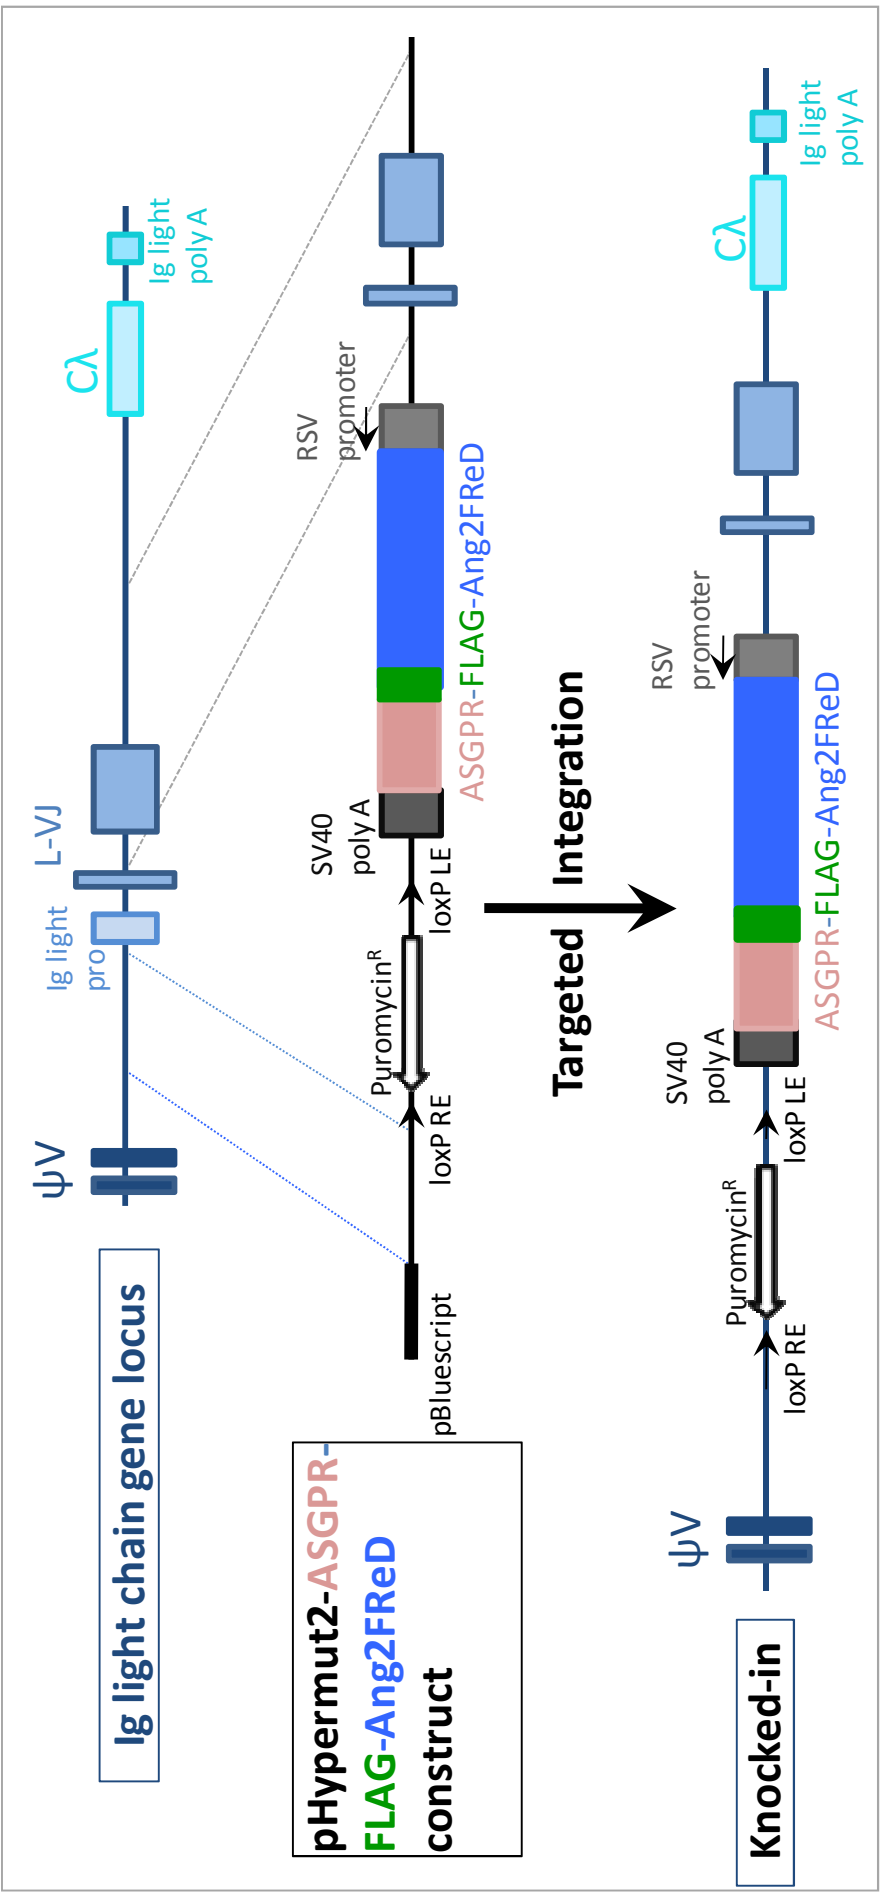 Ig light chain gene locus
ψV
Ig light
pro
L-VJ
Cλ
Ig light
poly A
pHypermut2-ASGPR-
FLAG-Ang2FReD
construct
pBluescript
loxP RE
Puromycinᴿ
loxP LE
SV40
poly A
ASGPR-FLAG-Ang2FReD
RSV
promoter
Targeted Integration
Knocked-in
ψV
loxP RE
Puromycinᴿ
loxP LE
SV40
poly A
ASGPR-FLAG-Ang2FReD
RSV
promoter
Cλ
Ig light
poly A